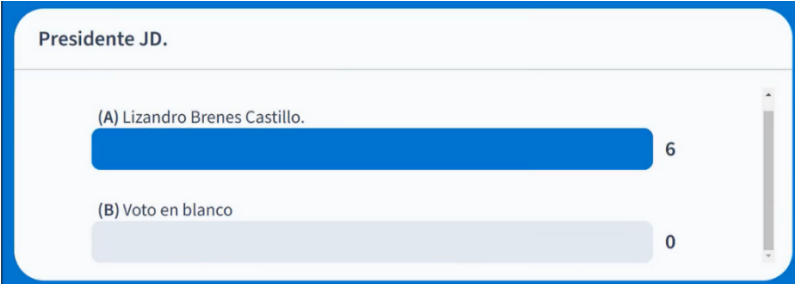 Presidente JD.
(A) Lizandro Brenes Castillo.
6
(B) Voto en blanco
0